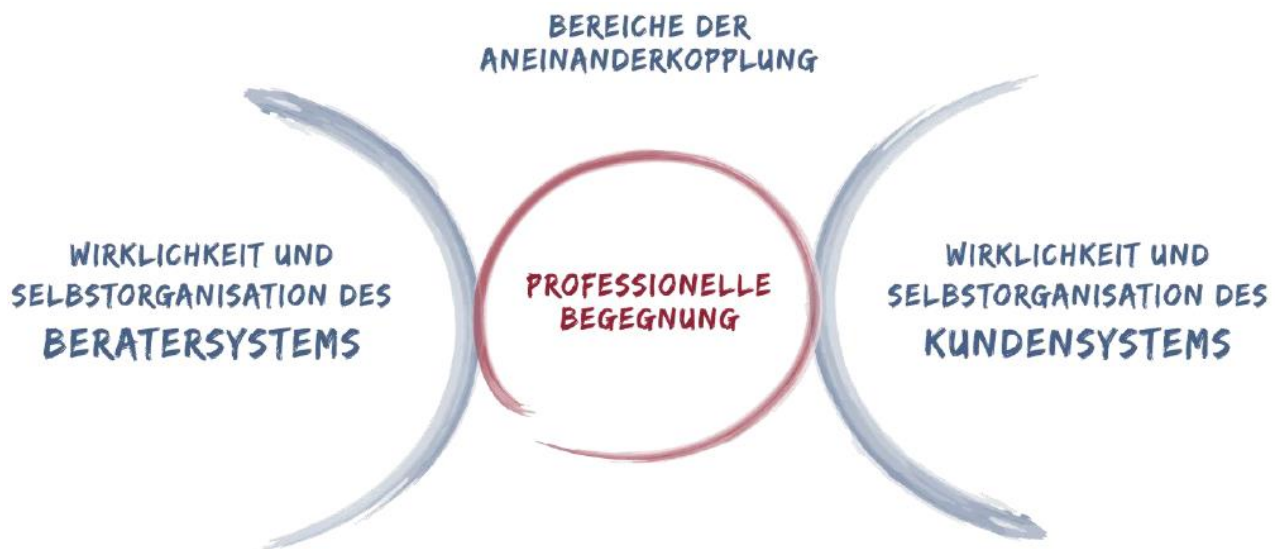 BEREICHE DER
ANEINANDERKOPPLUNG
WIRKLICHKEIT UND
SELBSTORGANISATION DES
BERATERSYSTEMS
PROFESSIONELLE
BEGEGNUNG
WIRKLICHKEIT UND
SELBSTORGANISATION DES
KUNDENSYSTEMS